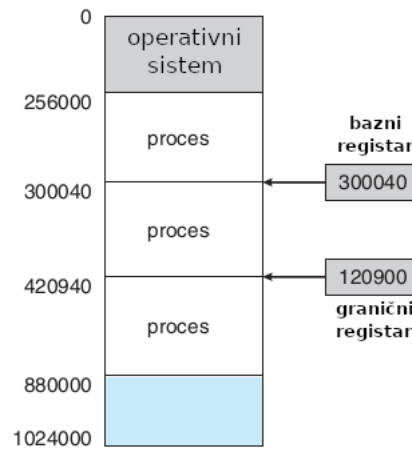 0
operativni
sistem
256000
proces
bazni
registar
300040
300040
proces
420940
120900
granični
registar
proces
880000
1024000